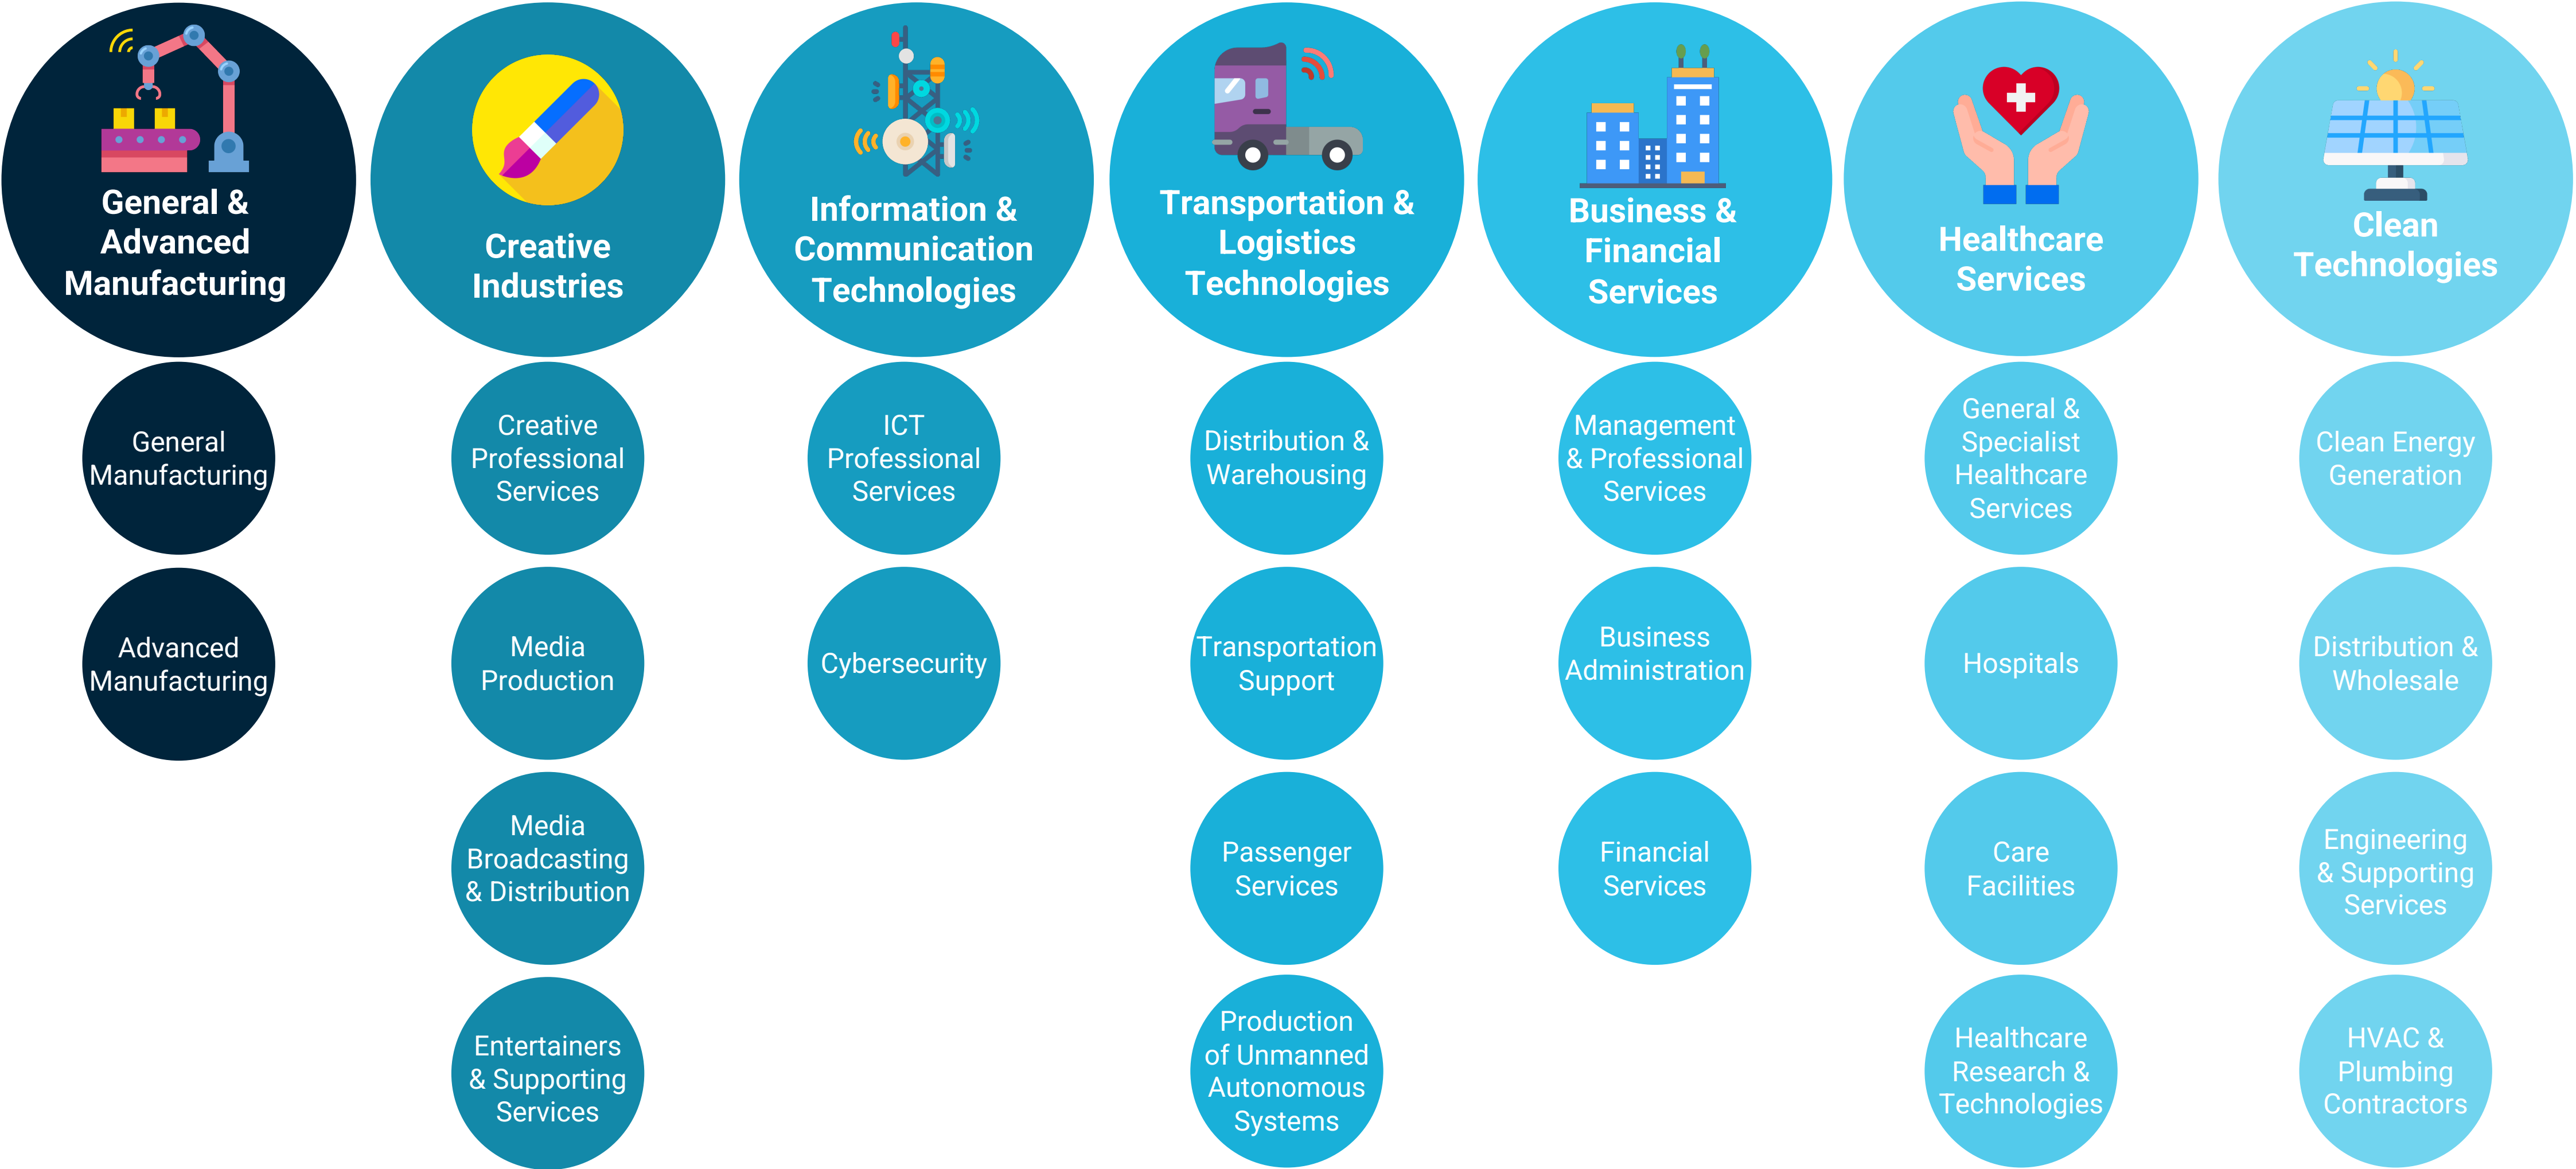 General &
Advanced
Manufacturing
General
Manufacturing
Advanced
Manufacturing
Creative
Industries
Creative
Professional
Services
Media
Production
Media
Broadcasting
& Distribution
Entertainers
& Supporting
Services
Information &
Communication
Technologies
ICT
Professional
Services
Cybersecurity
Transportation &
Logistics
Technologies
Distribution &
Warehousing
Transportation
Support
Passenger
Services
Production
of Unmanned
Autonomous
Systems
Business &
Financial
Services
Management
& Professional
Services
Business
Administration
Financial
Services
Healthcare
Services
General &
Specialist
Healthcare
Services
Hospitals
Care
Facilities
Healthcare
Research &
Technologies
Clean
Technologies
Clean Energy
Generation
Distribution &
Wholesale
Engineering
& Supporting
Services
HVAC &
Plumbing
Contractors